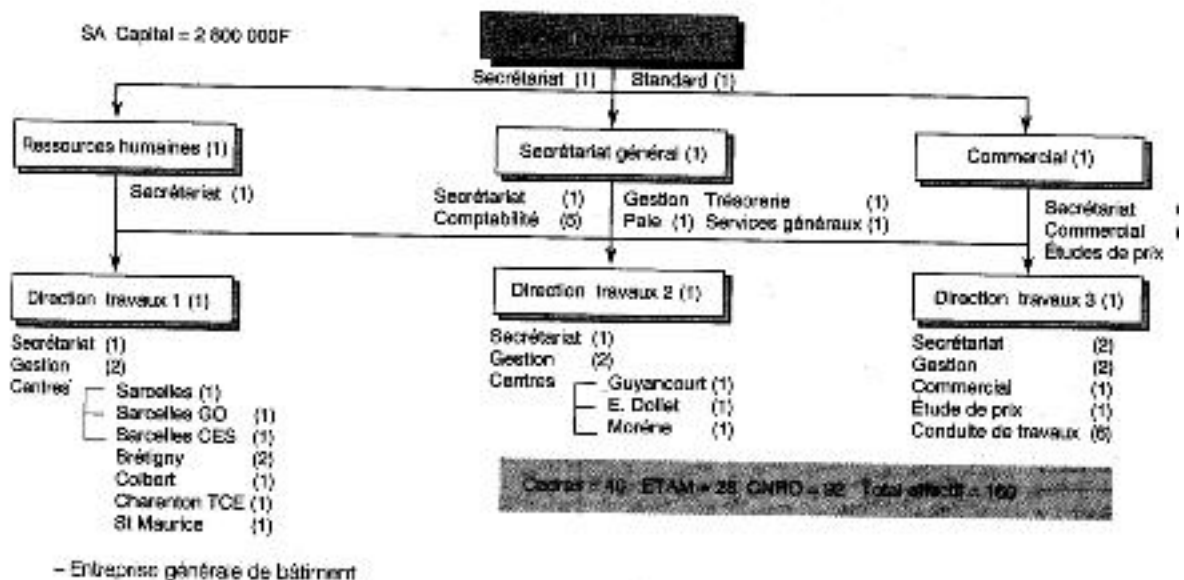 SA Capital = 2 800 000F
Secrétariat (1) Standard (1)
Ressources humaines (1)
Secrétariat général (1)
Commercial (1)
Secrétariat (1)
Secrétariat (1) Gestion Trésorerie (1)
Comptabilité (5) Paie (1) Services généraux (1)
Secrétariat
Commercial
Études de prix
Direction travaux 1 (1)
Direction travaux 2 (1)
Direction travaux 3 (1)
Secrétariat (1)
Gestion (2)
Centres
Sarcelles (1)
Sarcelles GO (1)
Sarcelles CES (1)
Brétigny (2)
Colbert (1)
Charenton TCE (1)
St Maurice (1)
Secrétariat (1)
Gestion (2)
Centres
Guyancourt (1)
E. Dollet (1)
Morène (1)
Secrétariat (2)
Gestion (2)
Commercial (1)
Étude de prix (1)
Conduite de travaux (6)
Cadres = 40 ETAM = 28 CNRO = 92 Total effectif = 160
– Entreprise générale de bâtiment